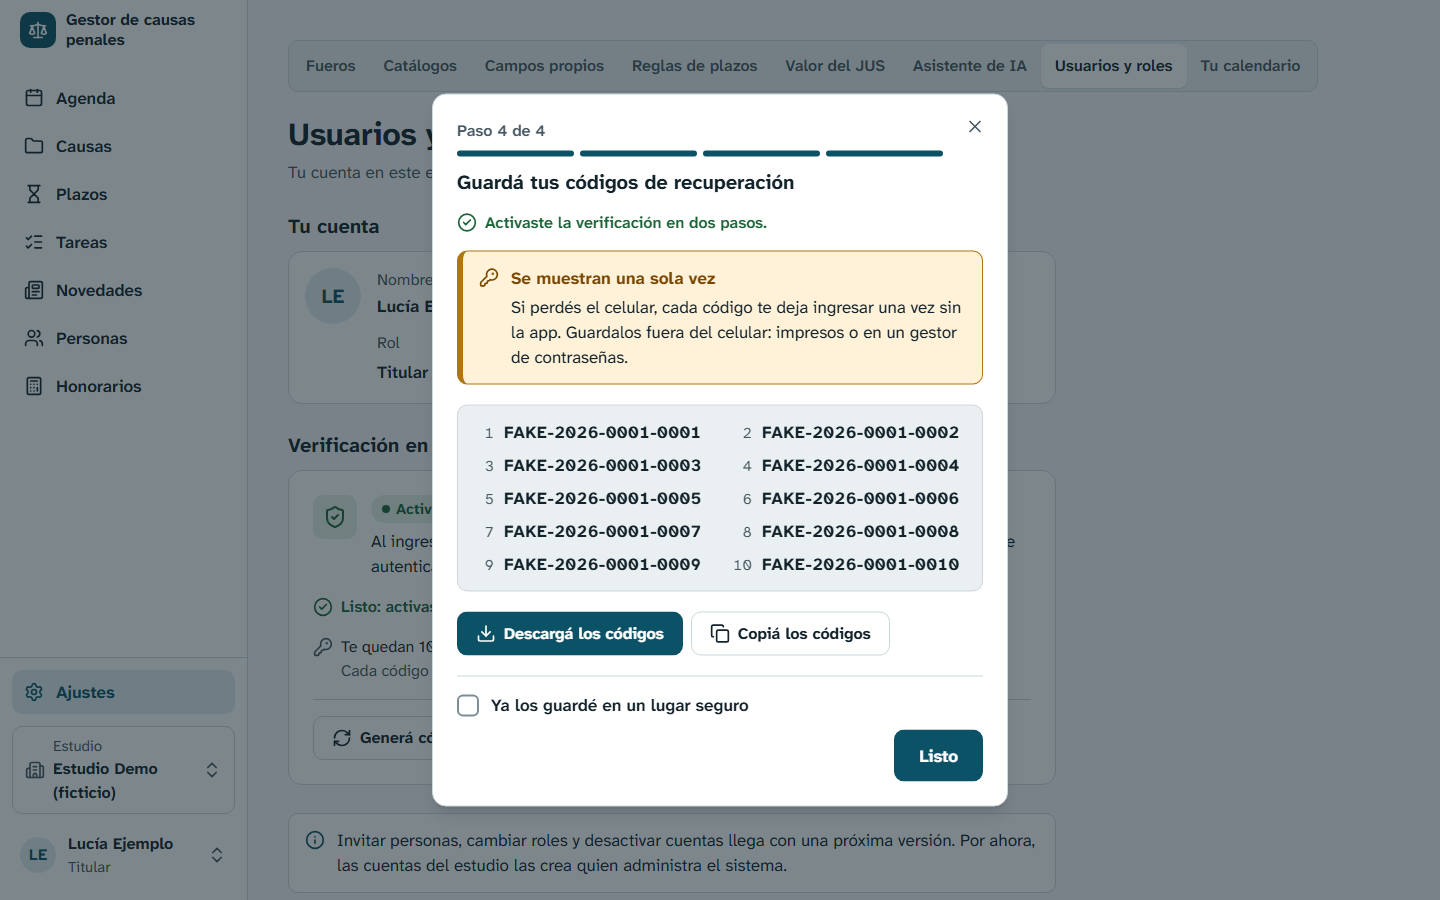 Gestor de causas
penales
Agenda
Causas
Plazos
Tareas
Novedades
Personas
Honorarios
Ajustes
Estudio
Estudio Demo
(ficticio)
LE
Lucía Ejemplo
Titular
Fueros
Catálogos
Campos propios
Reglas de plazos
Valor del JUS
Asistente de IA
Usuarios y roles
Tu calendario
Usuarios y
Tu cuenta en este e
Tu cuenta
LE
Nombre
Lucía E
Rol
Titular
Verificación en
Activ
Al ingres
autentic
Listo: activas
Te quedan 10
Cada código
Generá có
Invitar personas, cambiar roles y desactivar cuentas llega con una próxima versión. Por ahora,
las cuentas del estudio las crea quien administra el sistema.
Paso 4 de 4
Guardá tus códigos de recuperación
Activaste la verificación en dos pasos.
Se muestran una sola vez
Si perdés el celular, cada código te deja ingresar una vez sin
la app. Guardalos fuera del celular: impresos o en un gestor
de contraseñas.
1 FAKE-2026-0001-0001 2 FAKE-2026-0001-0002
3 FAKE-2026-0001-0003 4 FAKE-2026-0001-0004
5 FAKE-2026-0001-0005 6 FAKE-2026-0001-0006
7 FAKE-2026-0001-0007 8 FAKE-2026-0001-0008
9 FAKE-2026-0001-0009 10 FAKE-2026-0001-0010
Descargá los códigos
Copiá los códigos
Ya los guardé en un lugar seguro
Listo